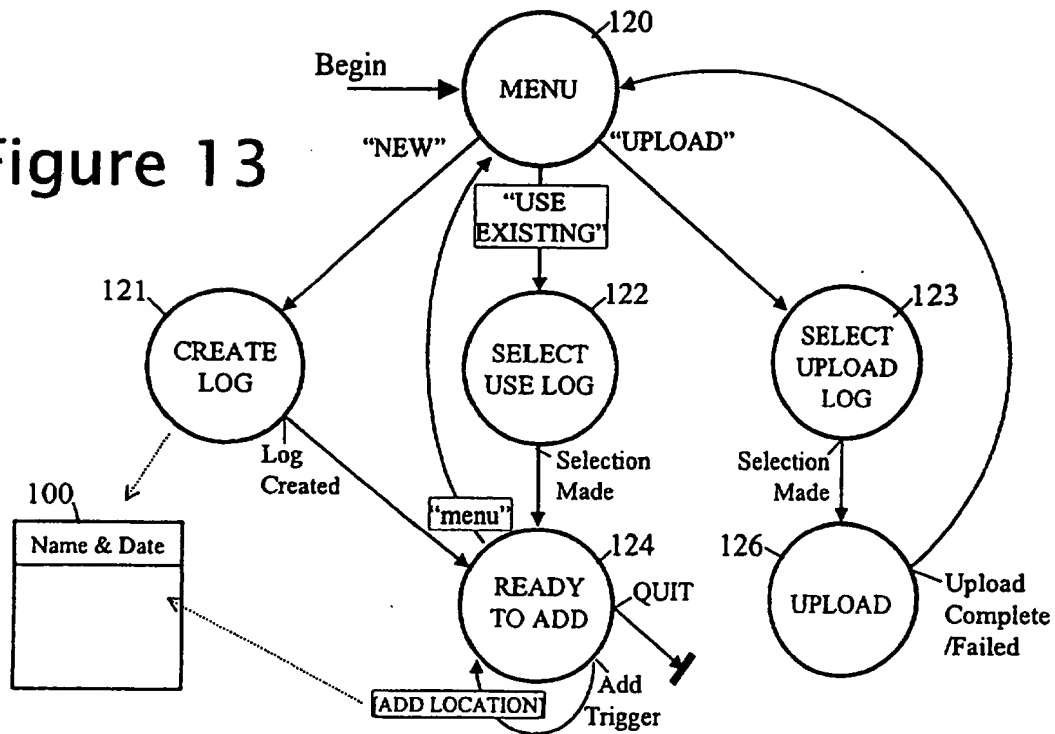 120
Begin
MENU
Figure 13
“NEW”
“UPLOAD”
“USE
EXISTING”
121
122
123
CREATE
LOG
SELECT
USE LOG
SELECT
UPLOAD
LOG
Log
Created
Selection
Made
Selection
Made
100
Name & Date
“menu”
124
126
READY
TO ADD
QUIT
UPLOAD
Upload
Complete
/Failed
[ADD LOCATION]
Add
Trigger